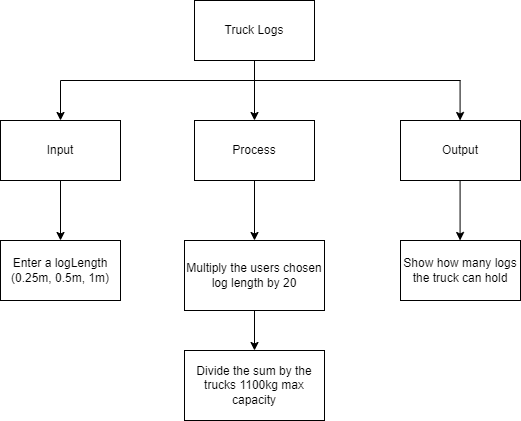 Truck Logs
Input
Process
Output
Enter a logLength
(0.25m, 0.5m, 1m)
Multiply the users chosen
log length by 20
Show how many logs
the truck can hold
Divide the sum by the
trucks 1100kg max
capacity